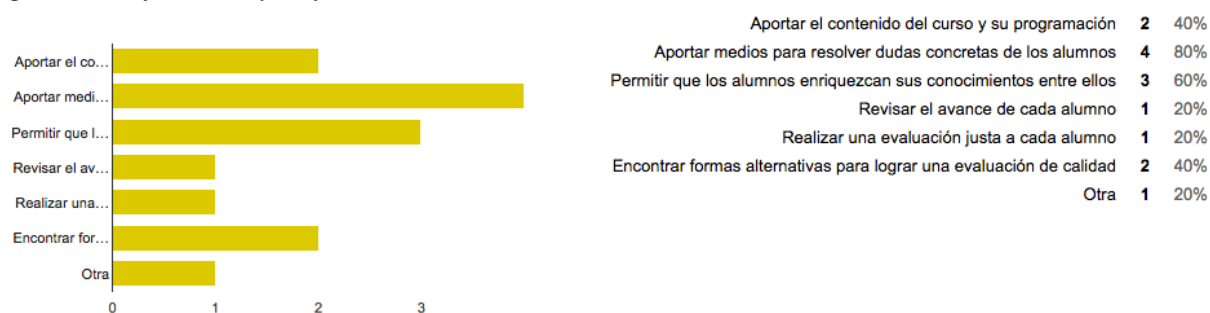 Aportar el co...
Aportar medi...
Permitir que l...
Revisar el av...
Realizar una...
Encontrar for...
Otra
0 1 2 3
Aportar el contenido del curso y su programación 2 40%
Aportar medios para resolver dudas concretas de los alumnos 4 80%
Permitir que los alumnos enriquezcan sus conocimientos entre ellos 3 60%
Revisar el avance de cada alumno 1 20%
Realizar una evaluación justa a cada alumno 1 20%
Encontrar formas alternativas para lograr una evaluación de calidad 2 40%
Otra 1 20%